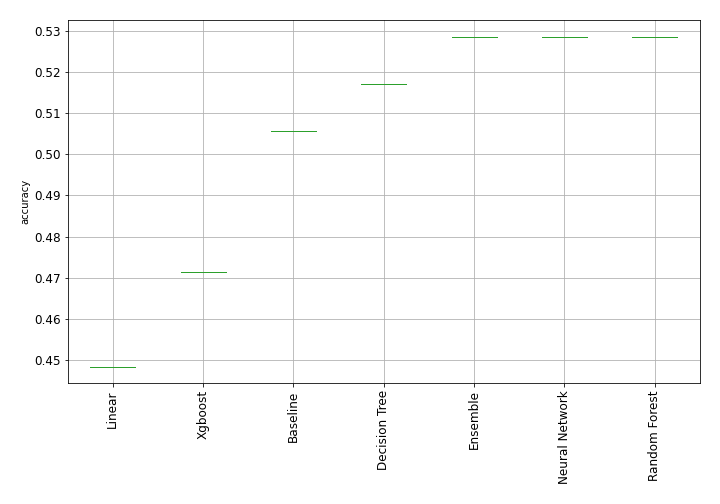 0.53
0.52
0.51
0.50
0.49
0.48
0.47
0.46
0.45
accuracy
Linear
Xgboost
Baseline
Decision Tree
Ensemble
Neural Network
Random Forest